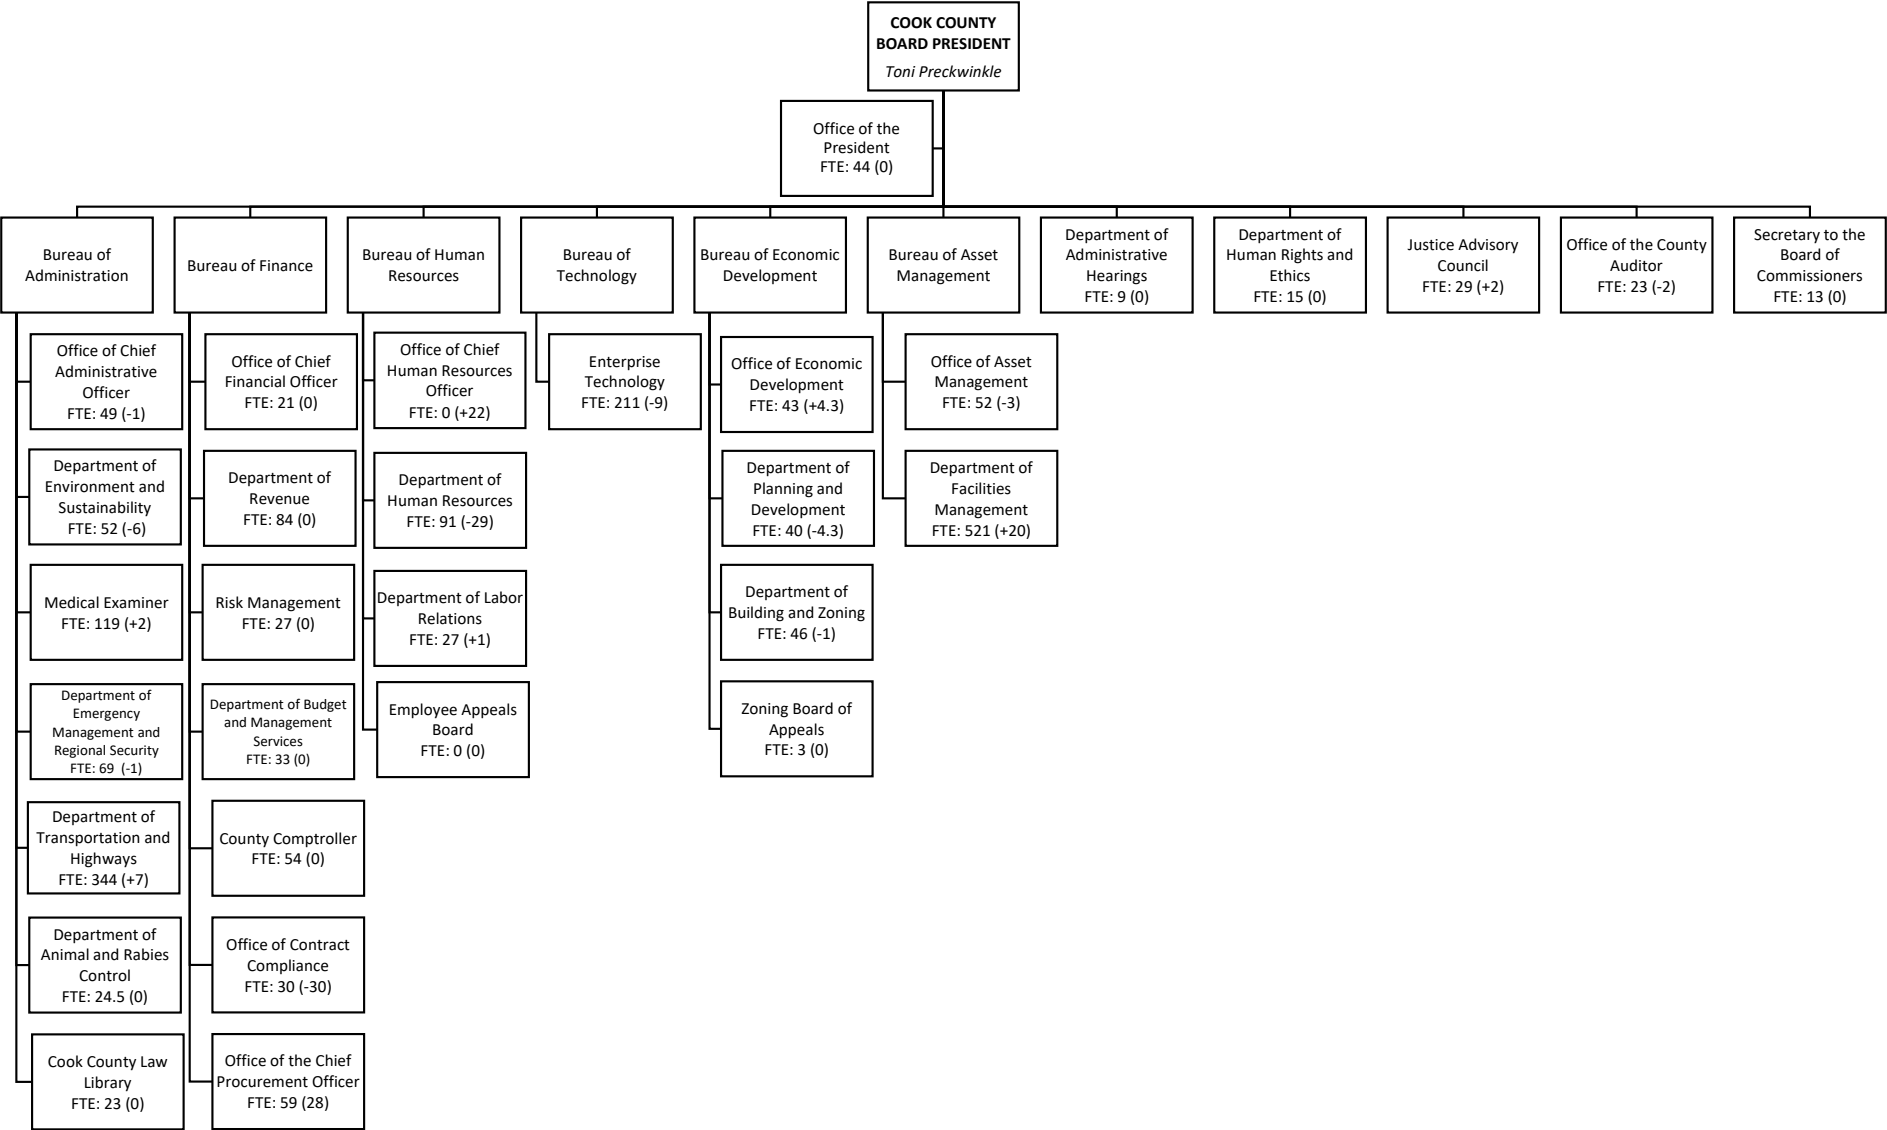 COOK COUNTY
BOARD PRESIDENT
Toni Preckwinkle
Office of the
President
FTE: 44 (0)
Bureau of
Administration
Bureau of Finance
Bureau of Human
Resources
Bureau of
Technology
Bureau of Economic
Development
Bureau of Asset
Management
Department of
Administrative
Hearings
FTE: 9 (0)
Department of
Human Rights and
Ethics
FTE: 15 (0)
Justice Advisory
Council
FTE: 29 (+2)
Office of the County
Auditor
FTE: 23 (-2)
Secretary to the
Board of
Commissioners
FTE: 13 (0)
Office of Chief
Administrative
Officer
FTE: 49 (-1)
Department of
Environment and
Sustainability
FTE: 52 (-6)
Medical Examiner
FTE: 119 (+2)
Department of
Emergency
Management and
Regional Security
FTE: 69 (-1)
Department of
Transportation and
Highways
FTE: 344 (+7)
Department of
Animal and Rabies
Control
FTE: 24.5 (0)
Cook County Law
Library
FTE: 23 (0)
Office of Chief
Financial Officer
FTE: 21 (0)
Department of
Revenue
FTE: 84 (0)
Risk Management
FTE: 27 (0)
Department of Budget
and Management
Services
FTE: 33 (0)
County Comptroller
FTE: 54 (0)
Office of Contract
Compliance
FTE: 30 (-30)
Office of the Chief
Procurement Officer
FTE: 59 (28)
Office of Chief
Human Resources
Officer
FTE: 0 (+22)
Department of
Human Resources
FTE: 91 (-29)
Department of Labor
Relations
FTE: 27 (+1)
Employee Appeals
Board
FTE: 0 (0)
Enterprise
Technology
FTE: 211 (-9)
Office of Economic
Development
FTE: 43 (+4.3)
Department of
Planning and
Development
FTE: 40 (-4.3)
Department of
Building and Zoning
FTE: 46 (-1)
Zoning Board of
Appeals
FTE: 3 (0)
Office of Asset
Management
FTE: 52 (-3)
Department of
Facilities
Management
FTE: 521 (+20)